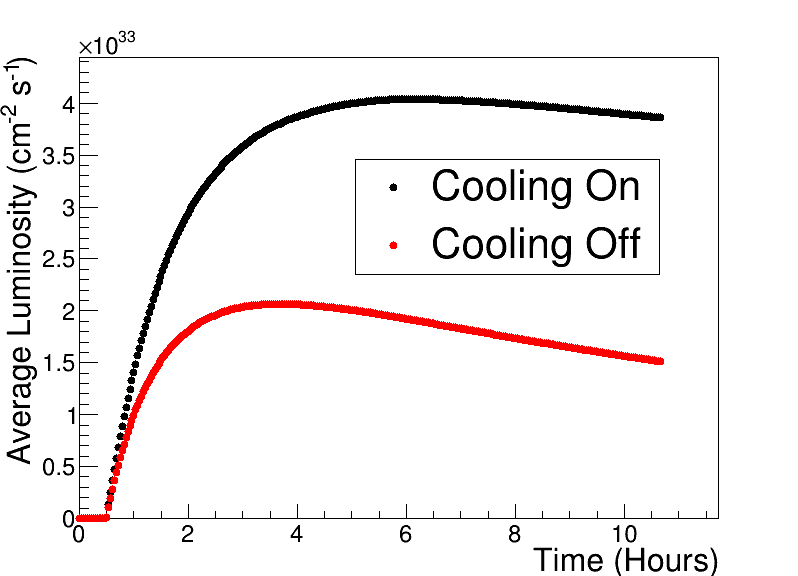 ×10³³
Average Luminosity (cm⁻² s⁻¹)
4
3.5
3
2.5
2
1.5
1
0.5
0
Cooling On
Cooling Off
0 2 4 6 8 10
Time (Hours)